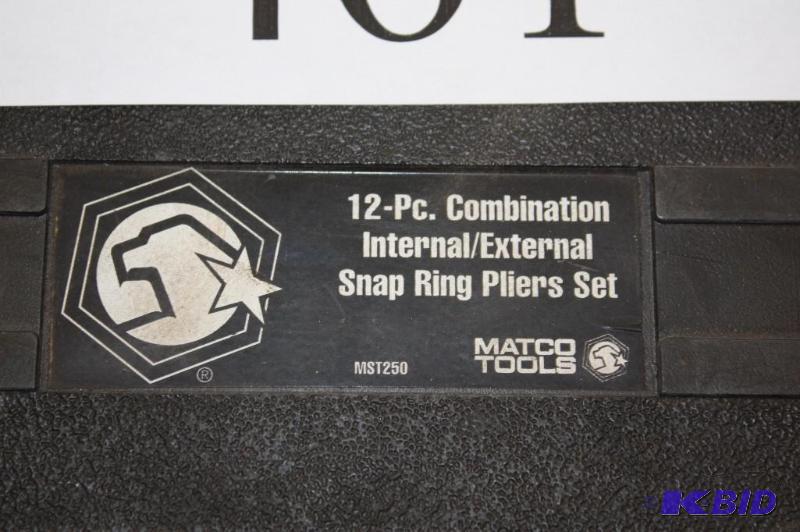 12-Pc. Combination
Internal/External
Snap Ring Pliers Set
MATCO
TOOLS
MST250
®
K-BID